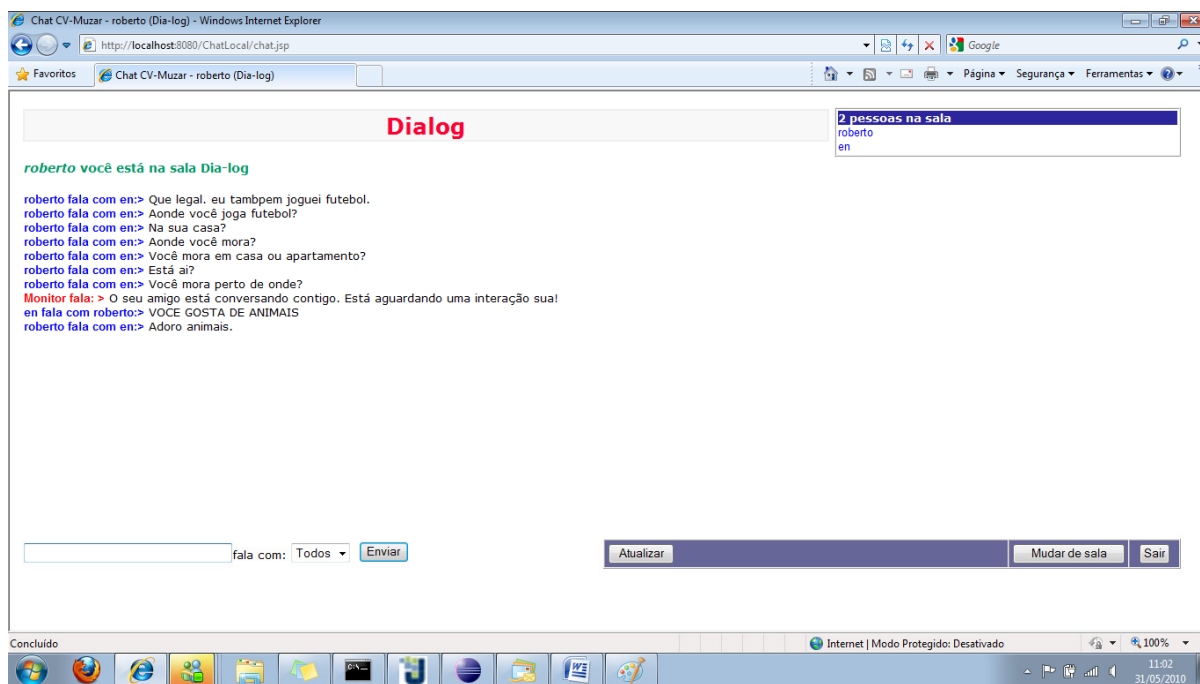 Chat CV-Muzar - roberto (Dia-log) - Windows Internet Explorer
http://localhost:8080/ChatLocal/chat.jsp
Google
Favoritos
Chat CV-Muzar - roberto (Dia-log)
Página
Segurança
Ferramentas
Dialog
2 pessoas na sala
roberto
en
roberto você está na sala Dia-log
roberto fala com en:> Que legal. eu tambpem joguei futebol.
roberto fala com en:> Aonde você joga futebol?
roberto fala com en:> Na sua casa?
roberto fala com en:> Aonde você mora?
roberto fala com en:> Você mora em casa ou apartamento?
roberto fala com en:> Está ai?
roberto fala com en:> Você mora perto de onde?
Monitor fala: > O seu amigo está conversando contigo. Está aguardando uma interação sua!
en fala com roberto:> VOCE GOSTA DE ANIMAIS
roberto fala com en:> Adoro animais.
fala com: Todos Enviar
Atualizar
Mudar de sala
Sair
Concluído
Internet | Modo Protegido: Desativado
100%
11:02
31/05/2010